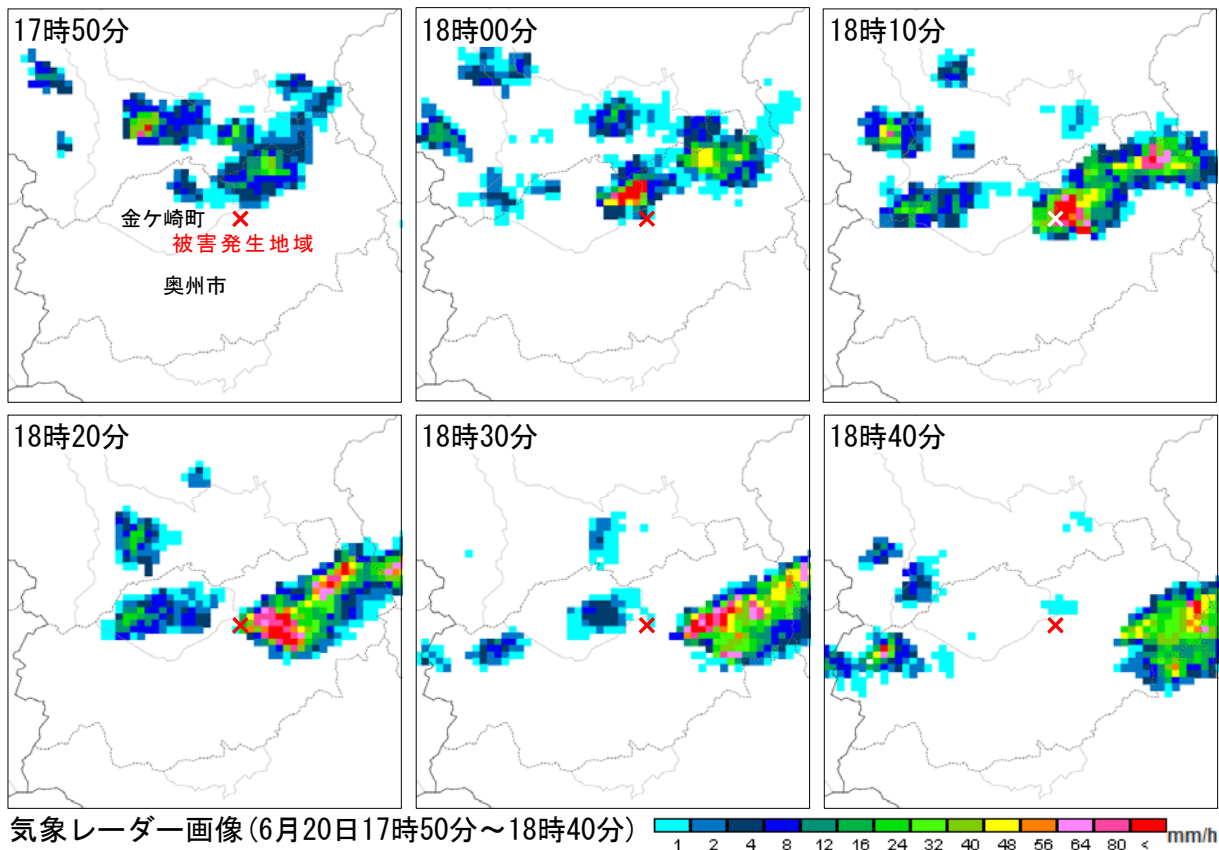 17時50分
18時00分
18時10分
金ケ崎町
被害発生地域
奥州市
18時20分
18時30分
18時40分
気象レーダー画像(6月20日17時50分～18時40分)
1 2 4 8 12 16 24 32 40 48 56 64 80 < mm/h